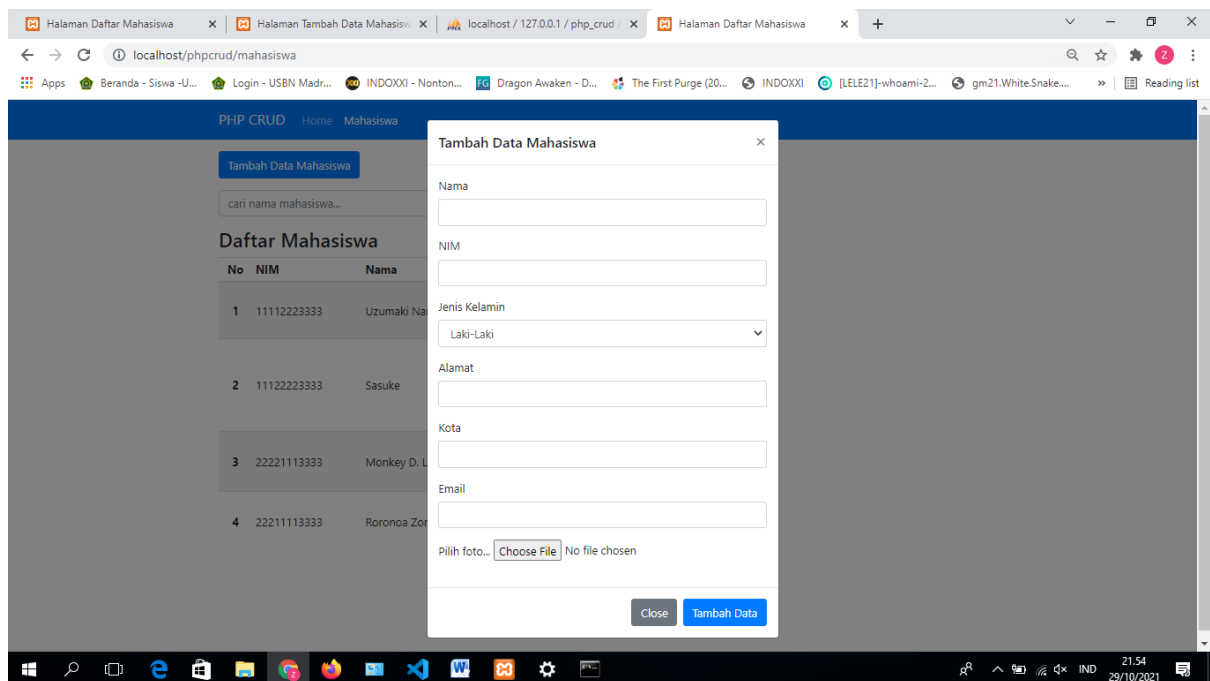 Halaman Daftar Mahasiswa
Halaman Tambah Data Mahasisw
localhost / 127.0.0.1 / php_crud /
Halaman Daftar Mahasiswa
localhost/phpcrud/mahasiswa
Apps Beranda - Siswa -U... Login - USBN Madr... INDOXXI - Nonton... Dragon Awaken - D... The First Purge (20... INDOXXI [LELE21]-whoami-2... gm21.White.Snake.... » Reading list
PHP CRUD Home Mahasiswa
Tambah Data Mahasiswa
cari nama mahasiswa...
Daftar Mahasiswa
No NIM Nama
1 11112223333 Uzumaki Na
2 11122223333 Sasuke
3 22221113333 Monkey D. L
4 22211113333 Roronoa Zor
Tambah Data Mahasiswa ×
Nama
NIM
Jenis Kelamin
Laki-Laki
Alamat
Kota
Email
Pilih foto... Choose File No file chosen
Close Tambah Data
IND
21.54
29/10/2021